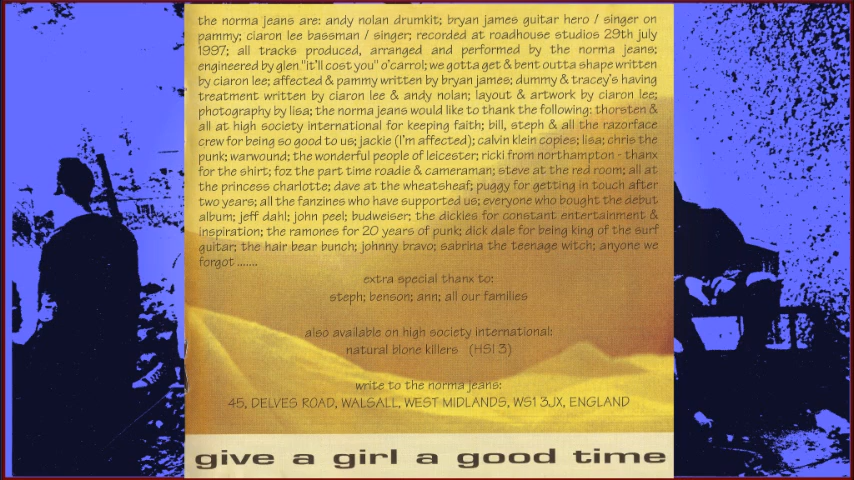 the norma jeans are: andy nolan drumkit; bryan james guitar hero / singer on
pammy; ciaron lee bassman / singer; recorded at roadhouse studios 29th july
1997; all tracks produced, arranged and performed by the norma jeans;
engineered by glen "it'll cost you" o'carrol; we gotta get & bent outta shape written
by ciaron lee; affected & pammy written by bryan james; dummy & tracey's having
treatment written by ciaron lee & andy nolan; layout & artwork by ciaron lee;
photography by lisa; the norma jeans would like to thank the following: thorsten &
all at high society international for keeping faith; bill, steph & all the razorface
crew for being so good to us; jackie (I'm affected); calvin klein copies; lisa; chris the
punk; warwound; the wonderful people of leicester; ricki from northampton - thanx
for the shirt; foz the part time roadie & cameraman; steve at the red room; all at
the princess charlotte; dave at the wheatsheaf; puggy for getting in touch after
two years; all the fanzines who have supported us; everyone who bought the debut
album; jeff dahl; john peel; budweiser; the dickies for constant entertainment &
inspiration; the ramones for 20 years of punk; dick dale for being king of the surf
guitar; the hair bear bunch; johnny bravo; sabrina the teenage witch; anyone we
forgot .......
extra special thanx to:
steph; benson; ann; all our families
also available on high society international:
natural blone killers (HSI 3)
write to the norma jeans:
45, DELVES ROAD, WALSALL, WEST MIDLANDS, WS1 3JX, ENGLAND
give a girl a good time